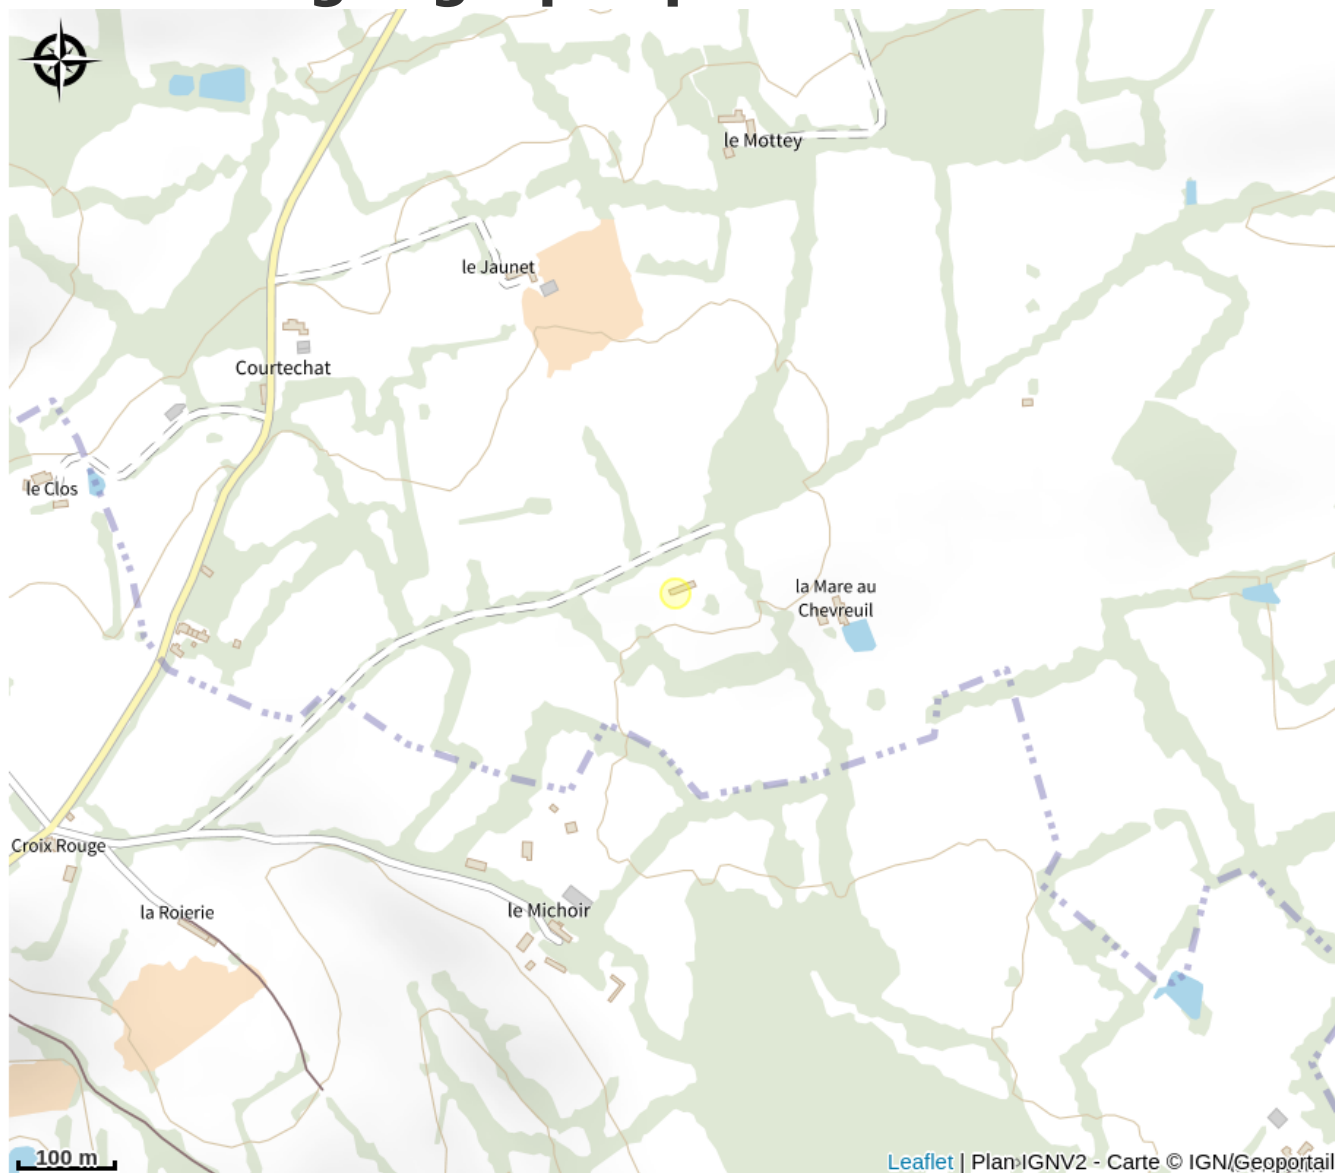 le Mottey
le Jaunet
Courtechat
le Clos
la Mare au
Chevreuil
Croix Rouge
la Roierie
le Michoir
100 m
Leaflet | Plan IGNV2 - Carte © IGN/Geoportail